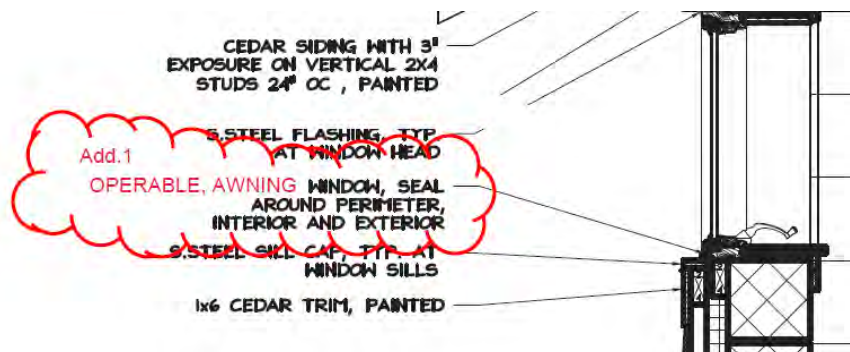 CEDAR SIDING WITH 3"
EXPOSURE ON VERTICAL 2X4
STUDS 24" OC , PAINTED
S.STEEL FLASHING, TYP
AT WINDOW HEAD
Add.1
OPERABLE, AWNING WINDOW, SEAL
AROUND PERIMETER,
INTERIOR AND EXTERIOR
S.STEEL SILL CAP, TYP. AT
WINDOW SILLS
1x6 CEDAR TRIM, PAINTED